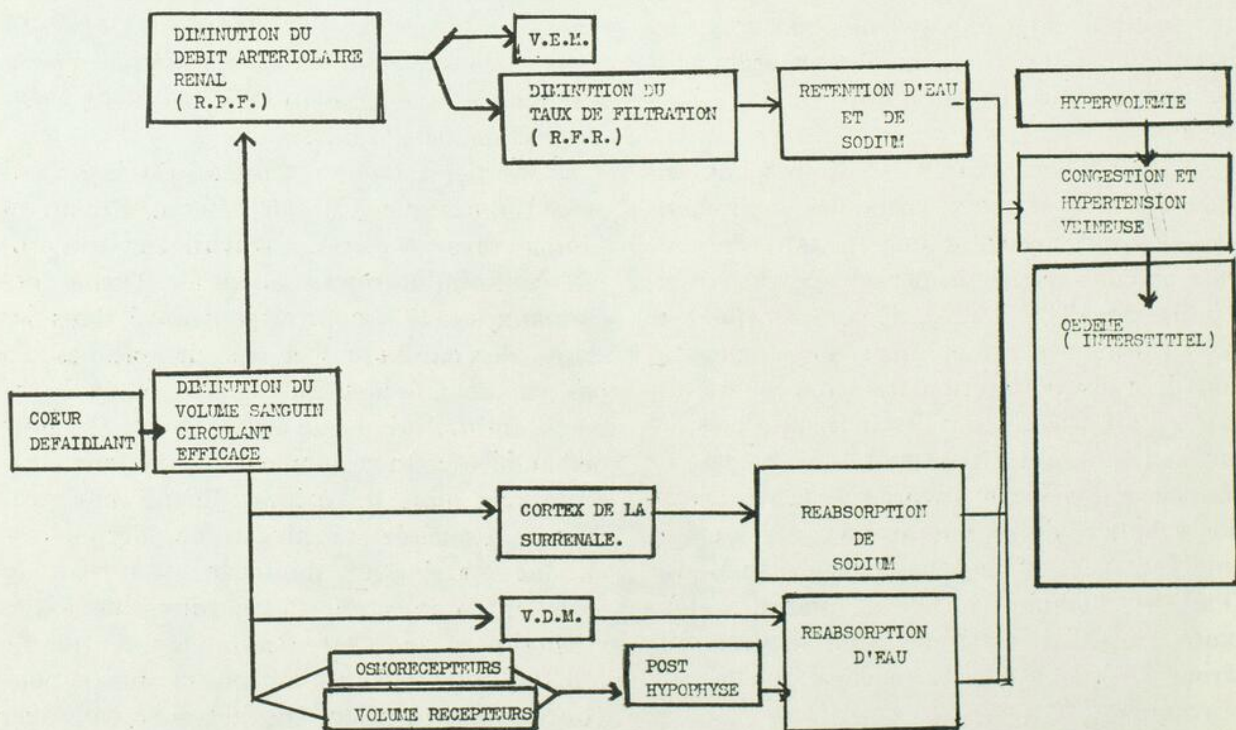 DIMINUTION DU
DEBIT ARTERIOLAIRE
RENAL
( R.P.F.)
V.E.M.
DIMINUTION DU
TAUX DE FILTRATION
( R.F.R.)
RETENTION D'EAU
ET DE
SODIUM
HYPERVOLEMIE
CONGESTION ET
HYPERTENSION
VEINEUSE
OEDEME
( INTERSTITIEL)
COEUR
DEFAILLANT
DIMINUTION DU
VOLUME SANGUIN
CIRCULANT
EFFICACE
CORTEX DE LA
SURRENALE.
REABSORPTION
DE
SODIUM
V.D.M.
REABSORPTION
D'EAU
OSMORECEPTEURS
VOLUME RECEPTEURS
POST
HYPOPHYSE